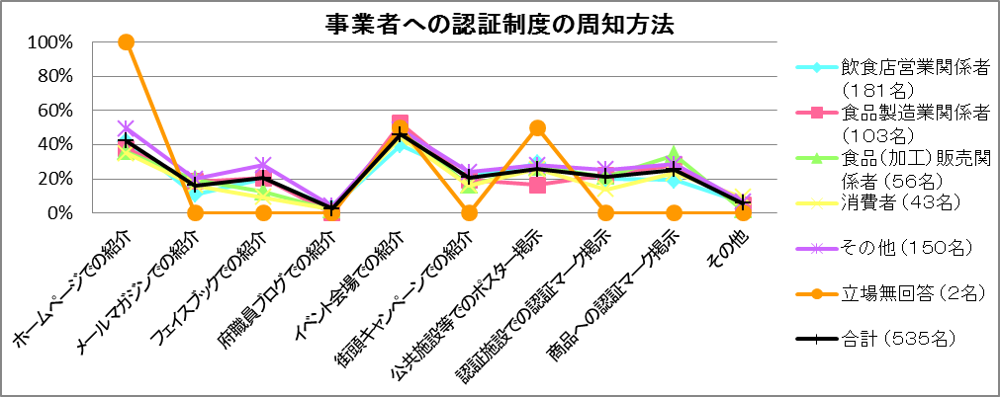 事業者への認証制度の周知方法
100%
80%
60%
40%
20%
0%
ホームページでの紹介
メールマガジンでの紹介
フェイスブックでの紹介
府職員ブログでの紹介
イベント会場での紹介
街頭キャンペーンでの紹介
公共施設等でのポスター掲示
認証施設での認証マーク掲示
商品への認証マーク掲示
その他
飲食店営業関係者
(181名)
食品製造業関係者
(103名)
食品(加工)販売関
係者(56名)
消費者(43名)
その他(150名)
立場無回答(2名)
合計(535名)